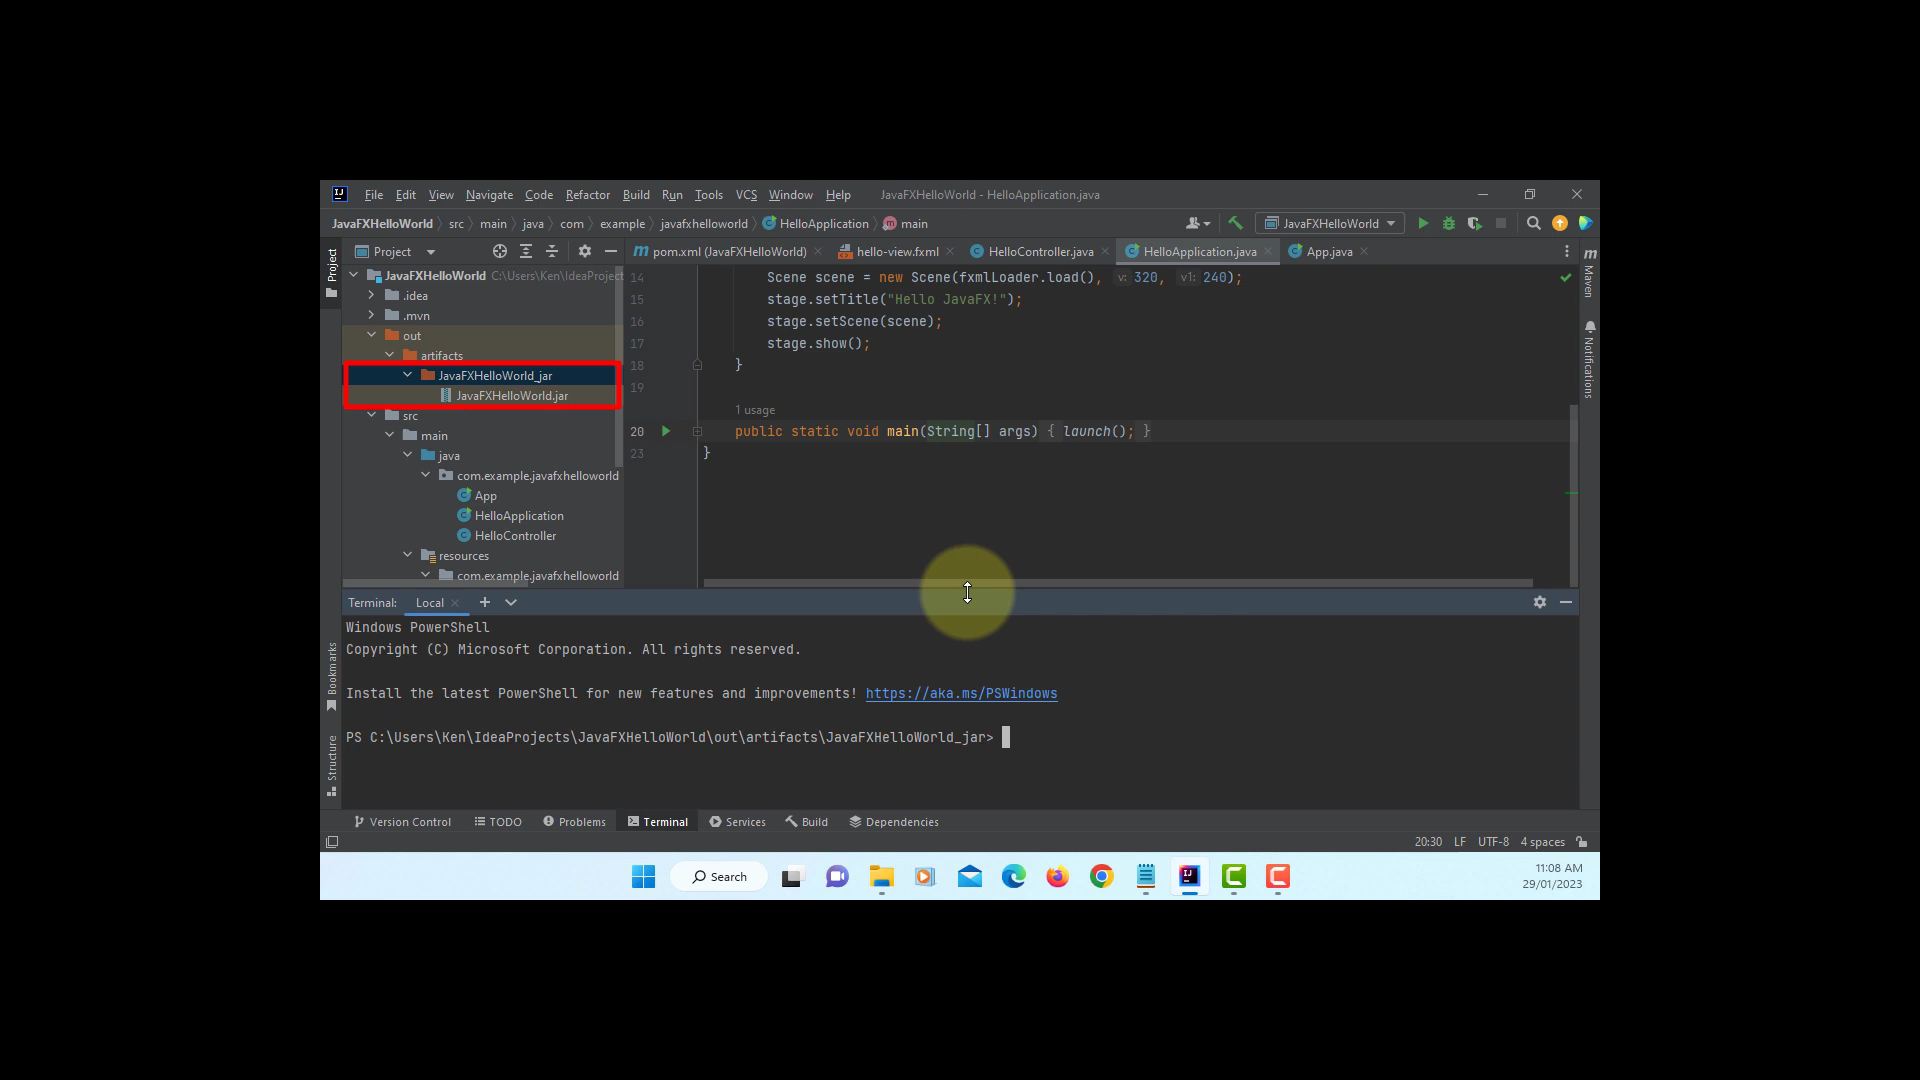 File Edit View Navigate Code Refactor Build Run Tools VCS Window Help JavaFXHelloWorld - HelloApplication.java
JavaFXHelloWorld src main java com example javafxhelloworld HelloApplication main JavaFXHelloWorld
Project
pom.xml (JavaFXHelloWorld) hello-view.fxml HelloController.java HelloApplication.java App.java
Project
Maven
Notifications
JavaFXHelloWorld C:\Users\Ken\IdeaProject
.idea
.mvn
out
artifacts
JavaFXHelloWorld_jar
JavaFXHelloWorld.jar
src
main
java
com.example.javafxhelloworld
App
HelloApplication
HelloController
resources
com.example.javafxhelloworld
14 Scene scene = new Scene(fxmlLoader.load(), v: 320, v1: 240);
15 stage.setTitle("Hello JavaFX!");
16 stage.setScene(scene);
17 stage.show();
18 }
19
1 usage
20 public static void main(String[] args) { launch(); }
23 }
Terminal: Local
Windows PowerShell
Copyright (C) Microsoft Corporation. All rights reserved.
Install the latest PowerShell for new features and improvements! https://aka.ms/PSWindows
PS C:\Users\Ken\IdeaProjects\JavaFXHelloWorld\out\artifacts\JavaFXHelloWorld_jar>
Bookmarks
Structure
Version Control TODO Problems Terminal Services Build Dependencies
20:30 LF UTF-8 4 spaces
Search
11:08 AM
29/01/2023